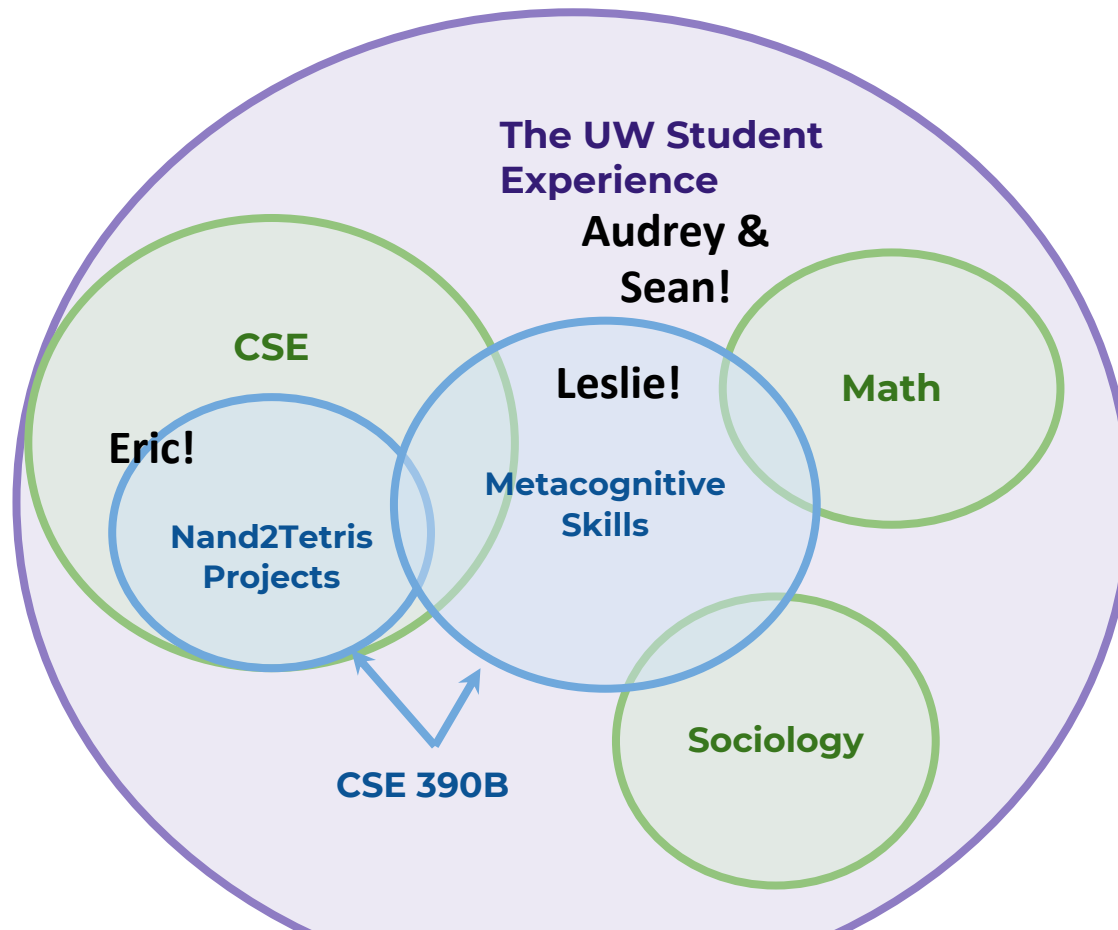 The UW Student
Experience
Audrey &
Sean!
CSE
Leslie!
Math
Eric!
Metacognitive
Skills
Nand2Tetris
Projects
Sociology
CSE 390B